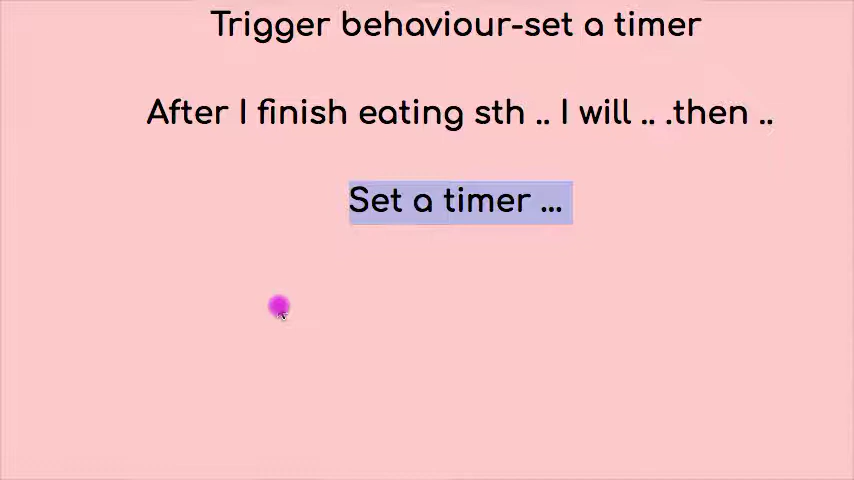 Trigger behaviour-set a timer
After I finish eating sth .. I will .. .then ..
Set a timer ...